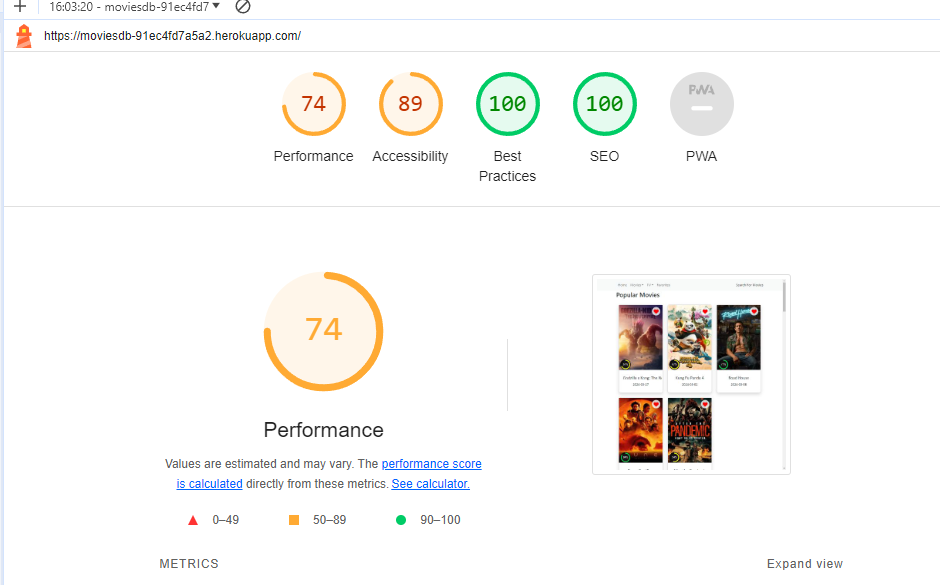 16:03:20 - moviesdb-91ec4fd7
https://moviesdb-91ec4fd7a5a2.herokuapp.com/
74
89
100
100
PWA
Performance
Accessibility
Best
Practices
SEO
PWA
74
Performance
Values are estimated and may vary. The performance score
is calculated directly from these metrics. See calculator.
0–49
50–89
90–100
METRICS
Expand view
Popular Movies
Kung Fu Panda 4
Road House
PANDEMIC